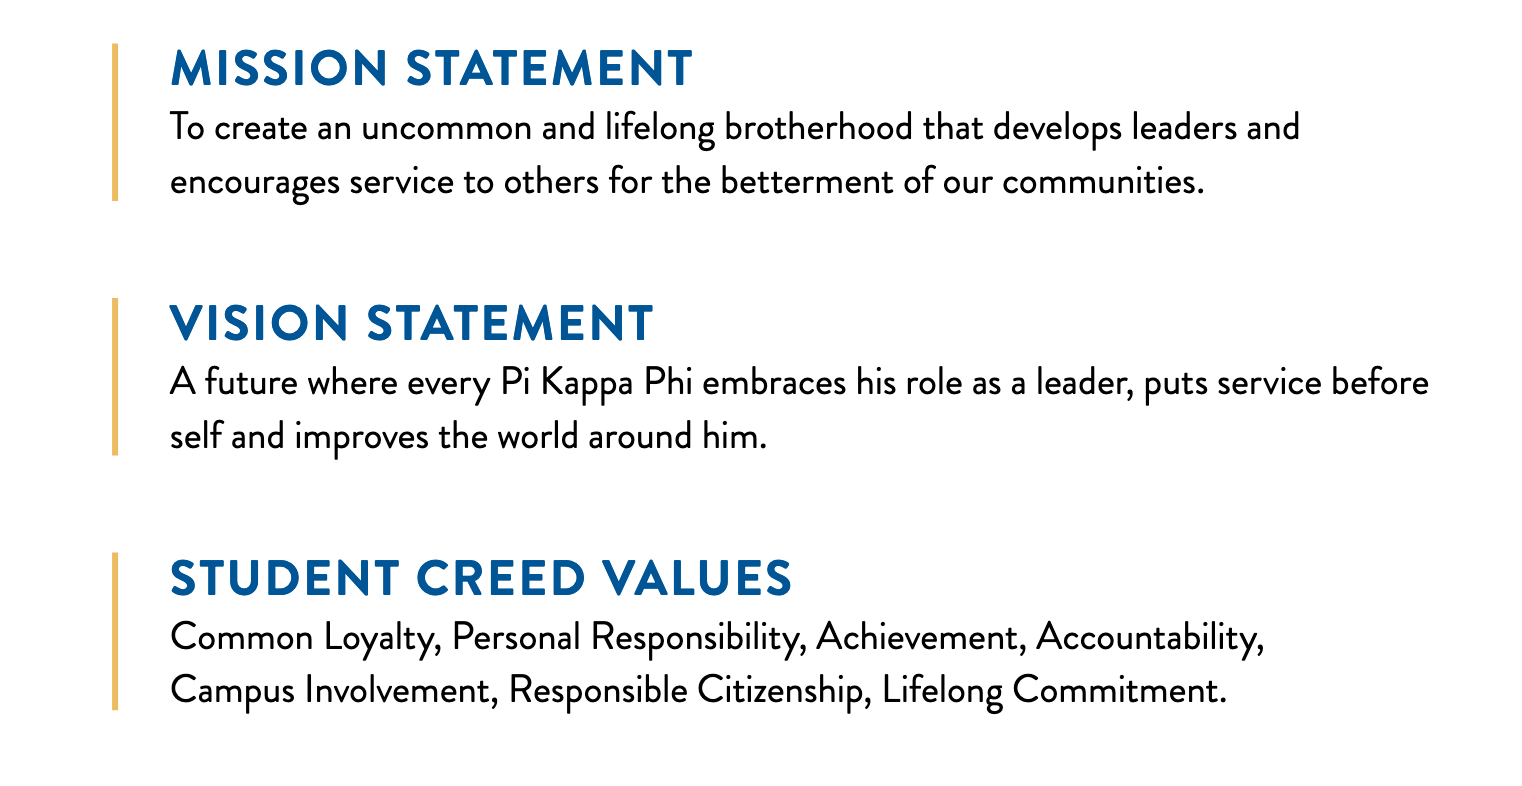 MISSION STATEMENT
To create an uncommon and lifelong brotherhood that develops leaders and
encourages service to others for the betterment of our communities.
VISION STATEMENT
A future where every Pi Kappa Phi embraces his role as a leader, puts service before
self and improves the world around him.
STUDENT CREED VALUES
Common Loyalty, Personal Responsibility, Achievement, Accountability,
Campus Involvement, Responsible Citizenship, Lifelong Commitment.